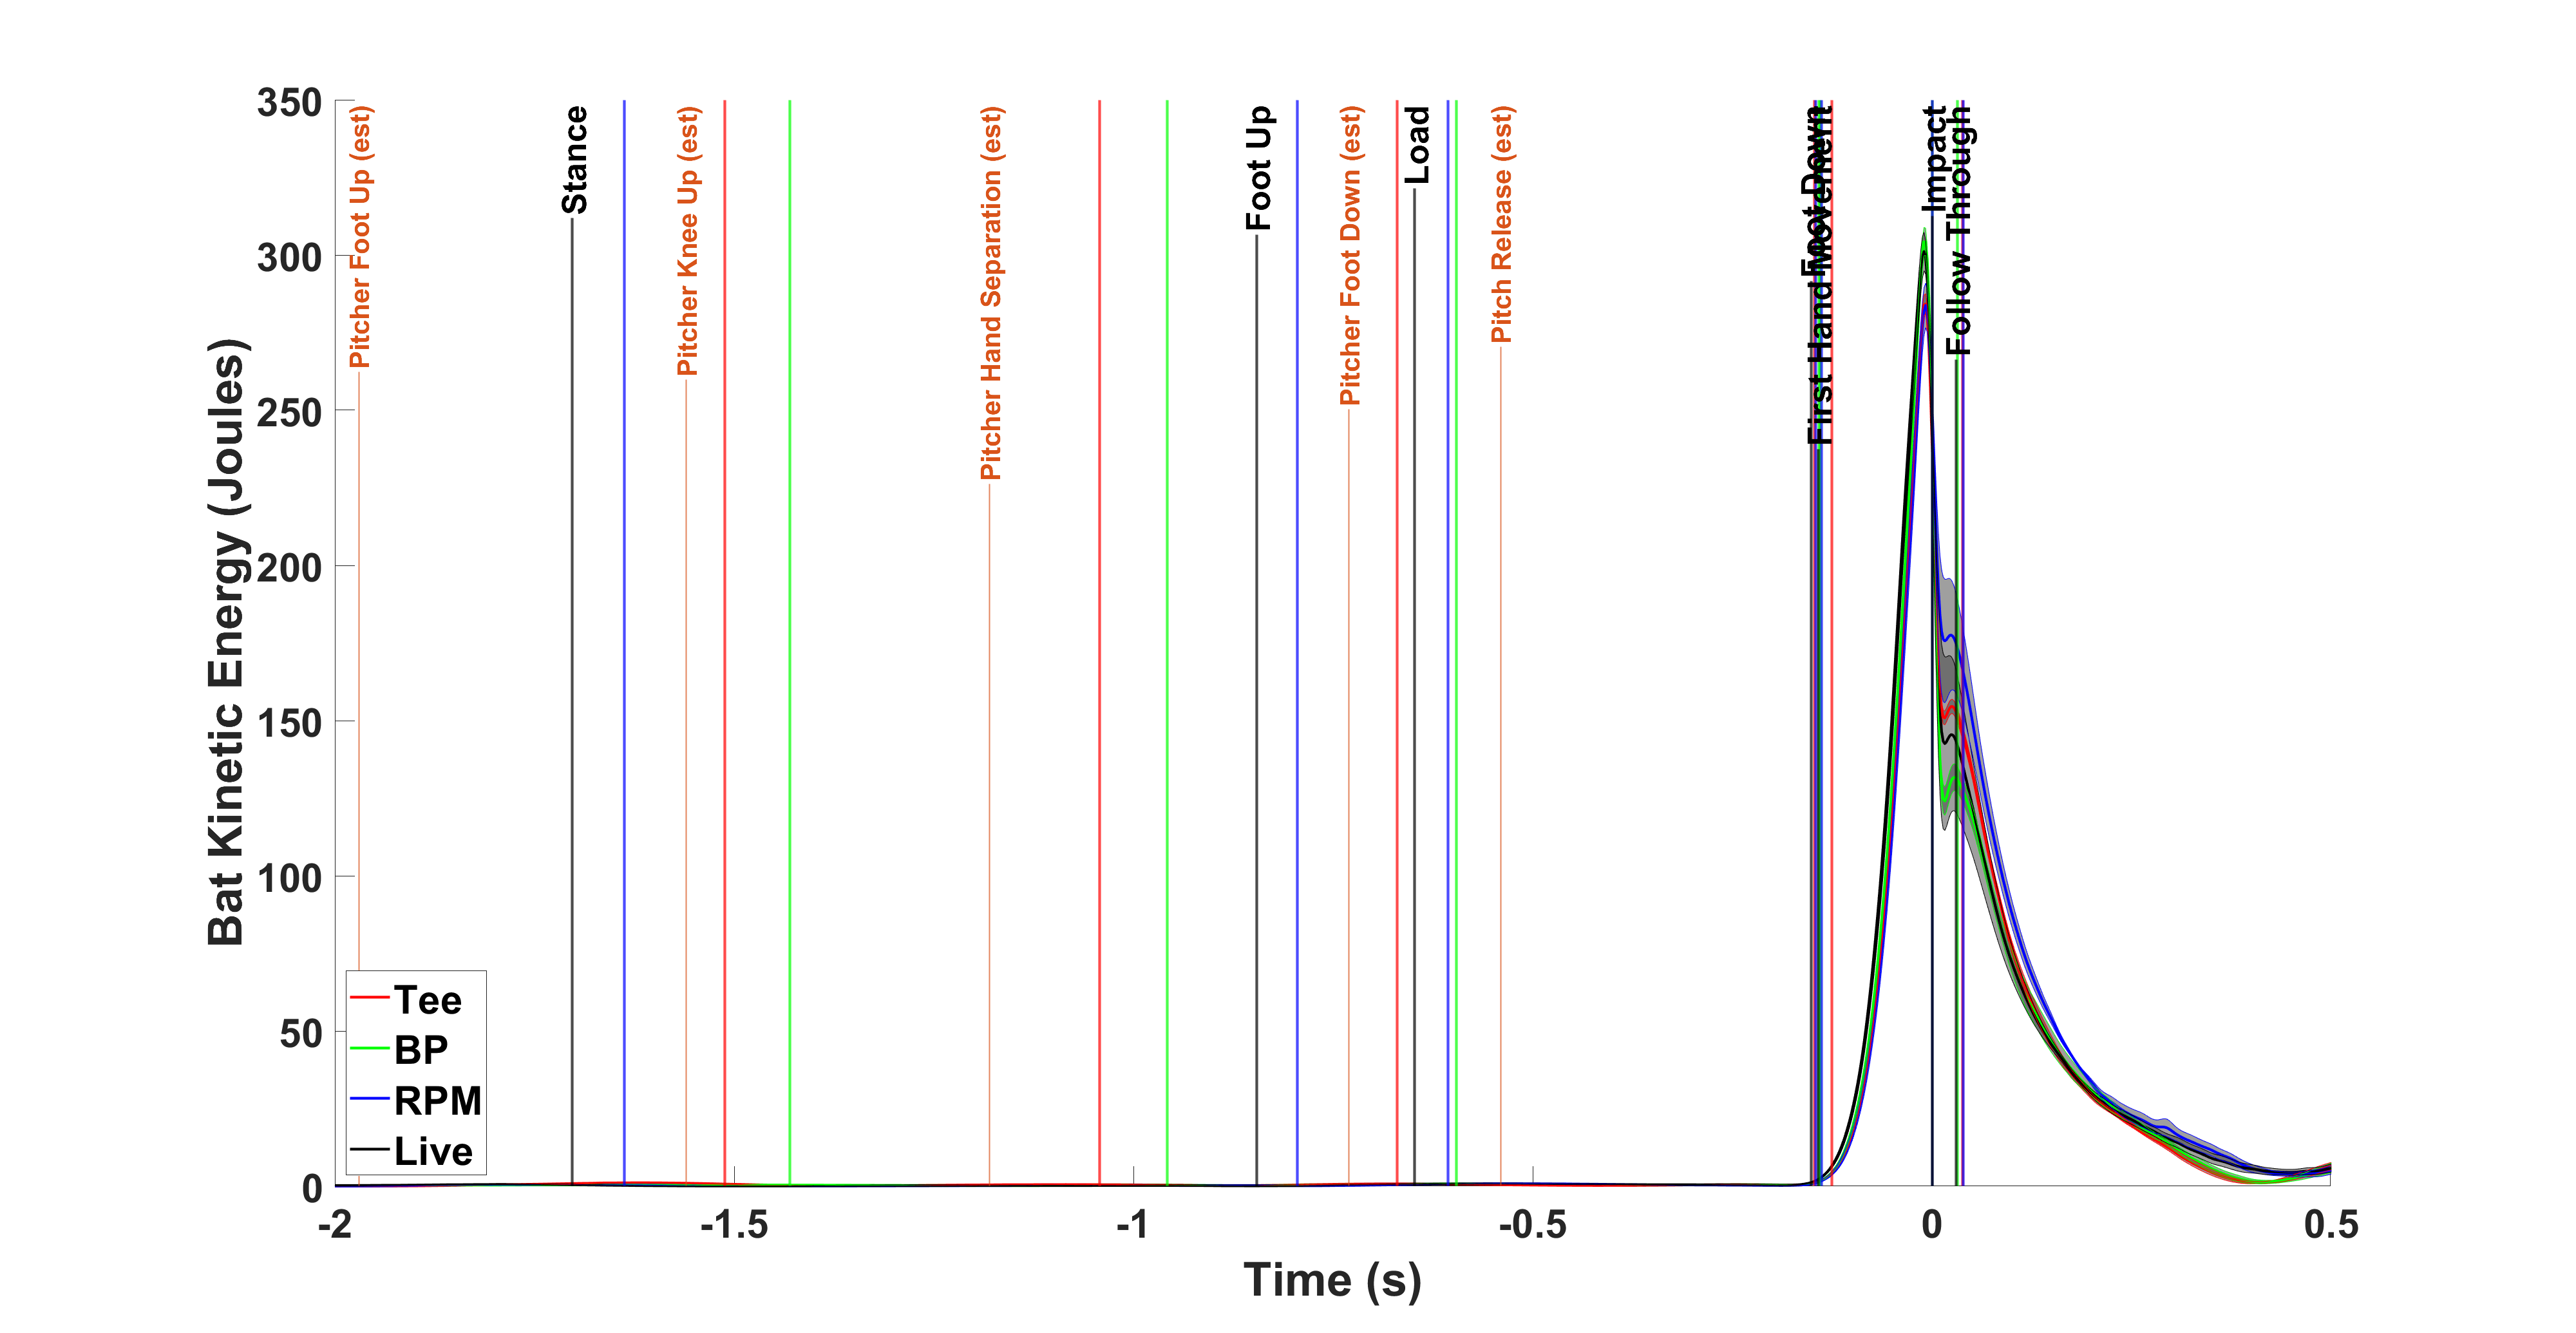 Bat Kinetic Energy (Joules)
350
300
250
200
150
100
50
0
Pitcher Foot Up (est)
Stance
Pitcher Knee Up (est)
Pitcher Hand Separation (est)
Foot Up
Pitcher Foot Down (est)
Load
Pitch Release (est)
Foot Down
First Hand Movement
Impact
Follow Through
Tee
BP
RPM
Live
-2
-1.5
-1
-0.5
0
0.5
Time (s)